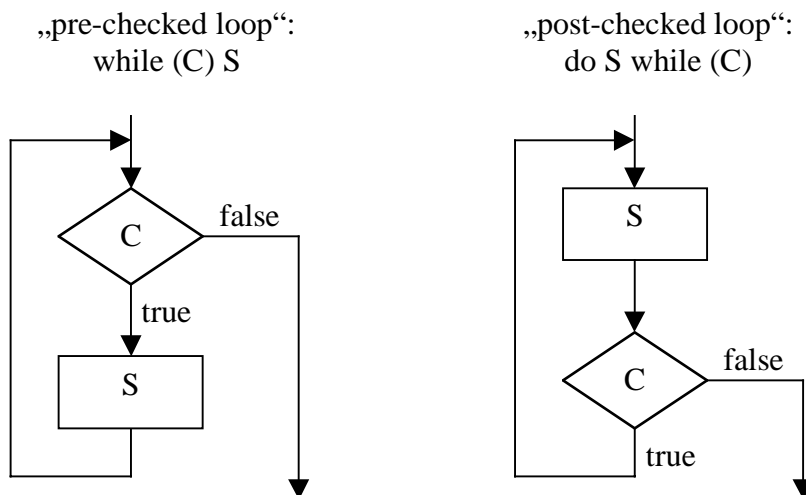 „pre-checked loop“:
while (C) S
C
false
true
S
„post-checked loop“:
do S while (C)
S
C
false
true